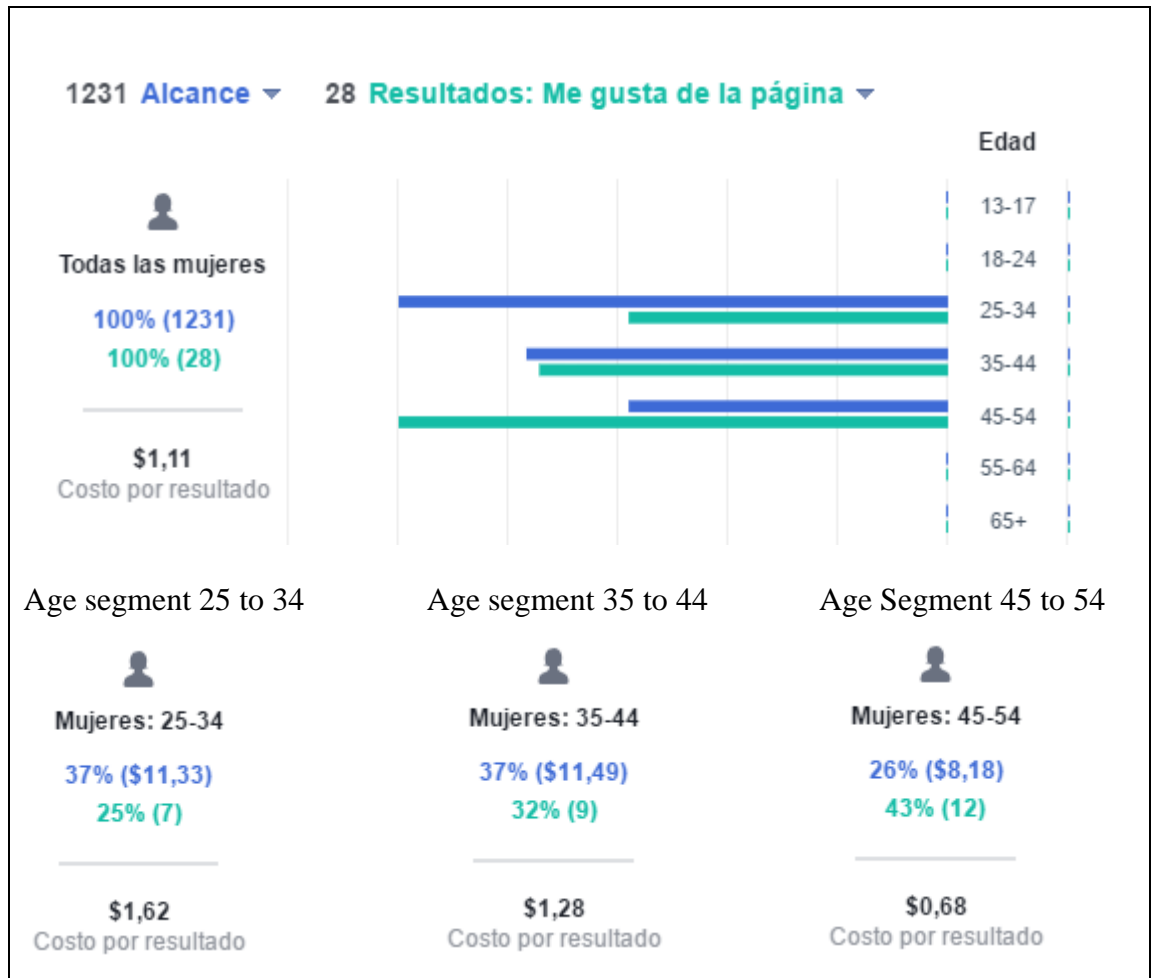 1231 Alcance 28 Resultados: Me gusta de la página
Edad
13-17
18-24
25-34
35-44
45-54
55-64
65+
Todas las mujeres
100% (1231)
100% (28)
$1,11
Costo por resultado
Age segment 25 to 34
Age segment 35 to 44
Age Segment 45 to 54
Mujeres: 25-34
37% ($11,33)
25% (7)
$1,62
Costo por resultado
Mujeres: 35-44
37% ($11,49)
32% (9)
$1,28
Costo por resultado
Mujeres: 45-54
26% ($8,18)
43% (12)
$0,68
Costo por resultado